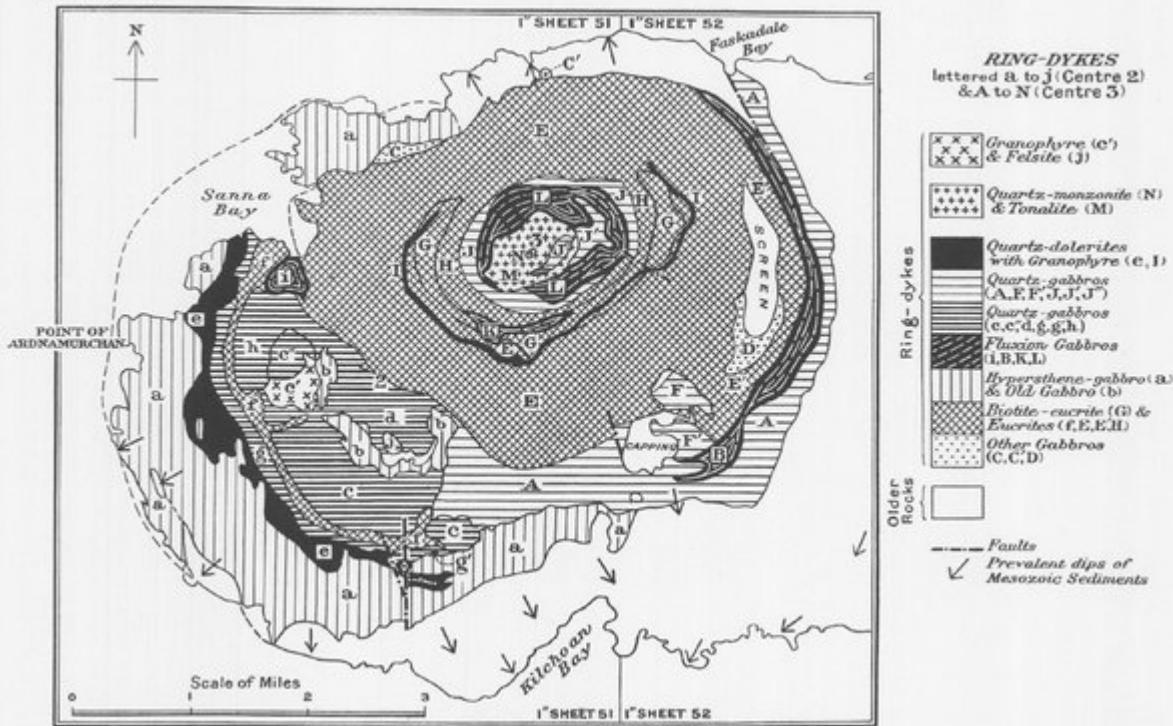 1" SHEET 51 1" SHEET 52
N
Faskadale
Bay
Sanna
Bay
POINT OF
ARDNAMURCHAN
SCREEN
CAPPING
Kilchoan
Bay
Scale of Miles
0 1 2 3
1" SHEET 51 1" SHEET 52
C'
A
E
a
C
E
L
J
H
I
G
G
H
J
I
3
N
M
J'
J
L
K
E
G
a
f
i
e
h
c'
b
2
c'
f
d
b
b
j
g
D
E'
E
F
F'
B
A
A
c
a
a
e
c
g'
a
a
a
RING-DYKES
lettered a to j (Centre 2)
& A to N (Centre 3)
Ring-dykes
Granophyre (c')
& Felsite (j)
Quartz-monzonite (N)
& Tonalite (M)
Quartz-dolerites
with Granophyre (e, I)
Quartz-gabbros
(A, F, F', J, J', J")
Quartz-gabbros
(c, c', d, g, g', h)
Fluxion Gabbros
(i, B, K, L)
Hypersthene-gabbro (a)
& Old Gabbro (b)
Biotite-eucrite (G) &
Eucrites (f, E, E', H)
Other Gabbros
(C, C', D)
Older
Rocks
Faults
Prevalent dips of
Mesozoic Sediments